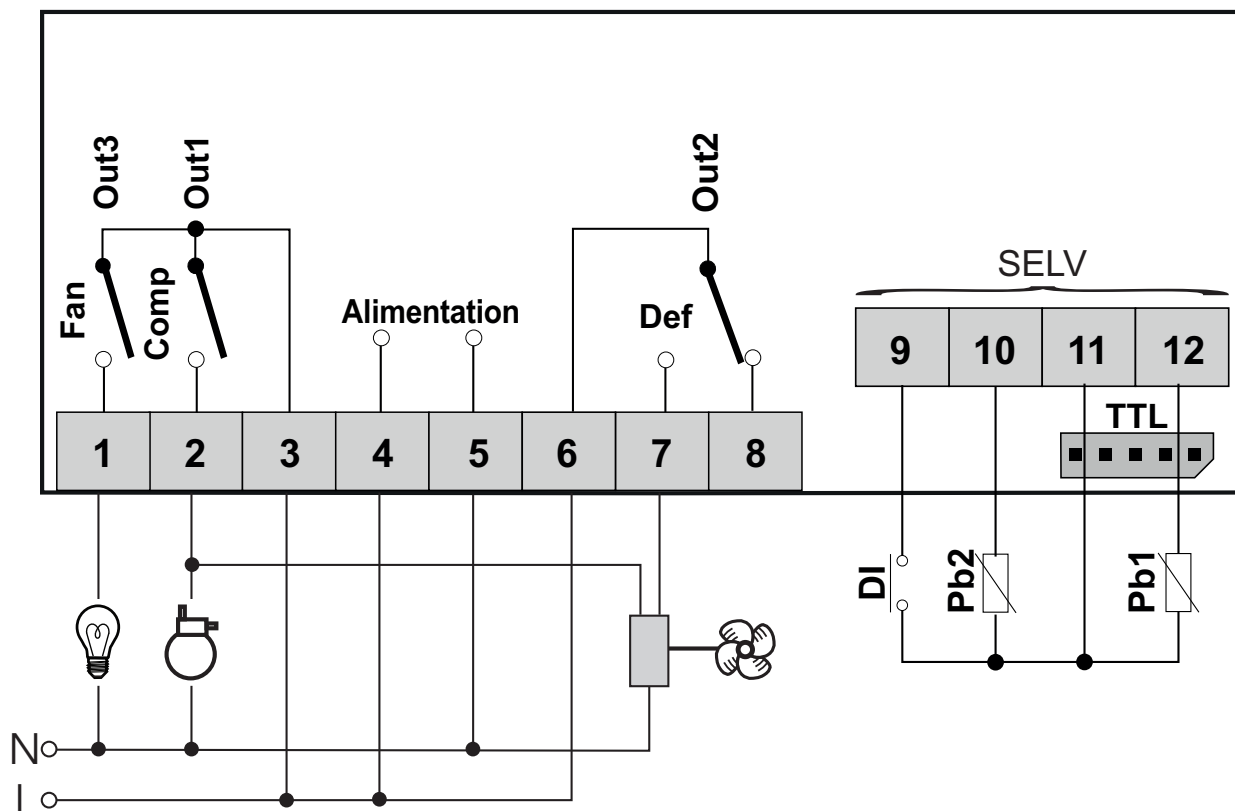 Out3
Out1
Out2
SELV
Fan
Comp
Alimentation
Def
9 10 11 12
TTL
1 2 3 4 5 6 7 8
DI
Pb2
Pb1
N